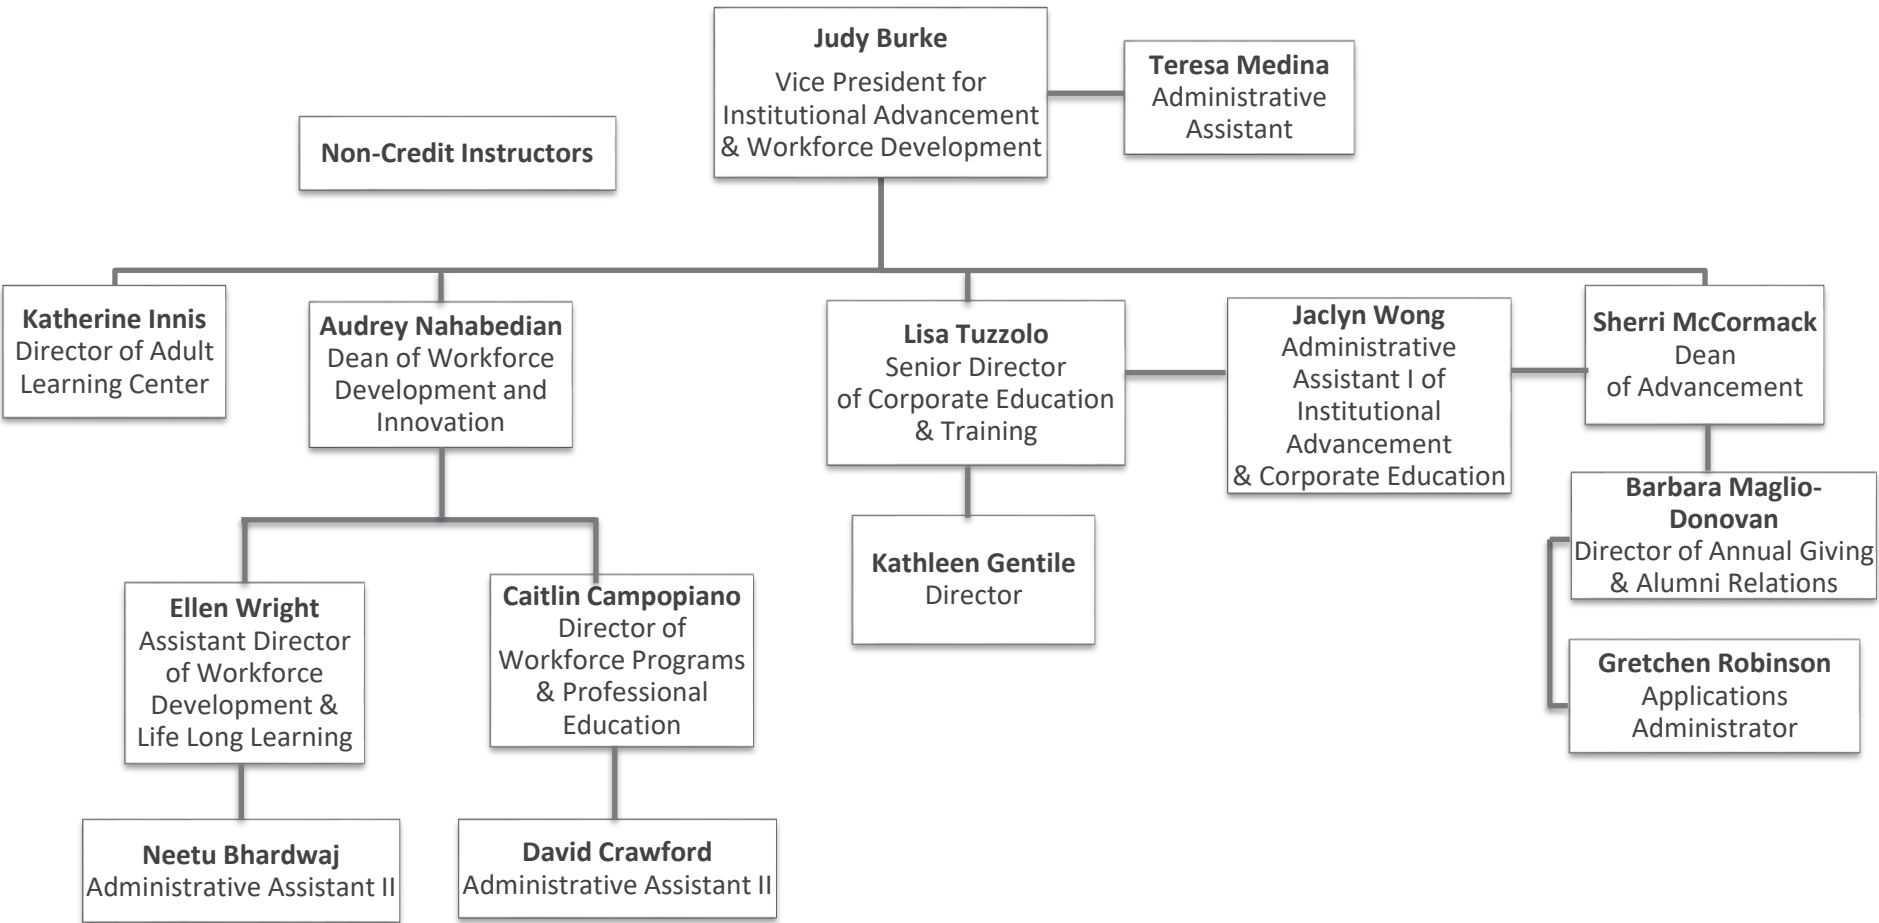 Judy Burke
Vice President for
Institutional Advancement
& Workforce Development
Teresa Medina
Administrative
Assistant
Non-Credit Instructors
Katherine Innis
Director of Adult
Learning Center
Audrey Nahabedian
Dean of Workforce
Development and
Innovation
Lisa Tuzzolo
Senior Director
of Corporate Education
& Training
Jaclyn Wong
Administrative
Assistant I of
Institutional
Advancement
& Corporate Education
Sherri McCormack
Dean
of Advancement
Barbara Maglio-
Donovan
Director of Annual Giving
& Alumni Relations
Kathleen Gentile
Director
Ellen Wright
Assistant Director
of Workforce
Development &
Life Long Learning
Caitlin Campopiano
Director of
Workforce Programs
& Professional
Education
Gretchen Robinson
Applications
Administrator
Neetu Bhardwaj
Administrative Assistant II
David Crawford
Administrative Assistant II